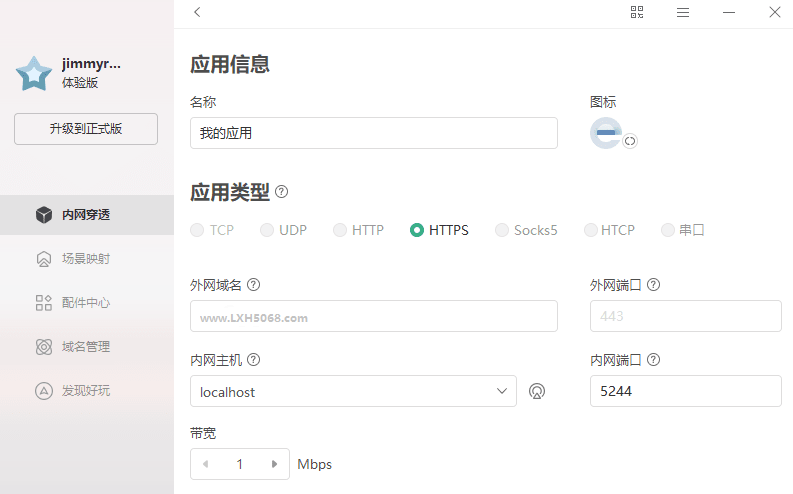 jimmyr...
体验版
升级到正式版
内网穿透
场景映射
配件中心
域名管理
发现好玩
应用信息
名称
图标
我的应用
应用类型
TCP UDP HTTP HTTPS Socks5 HTCP 串口
外网域名
外网端口
www.LXH5068.com
443
内网主机
内网端口
localhost
5244
带宽
1 Mbps